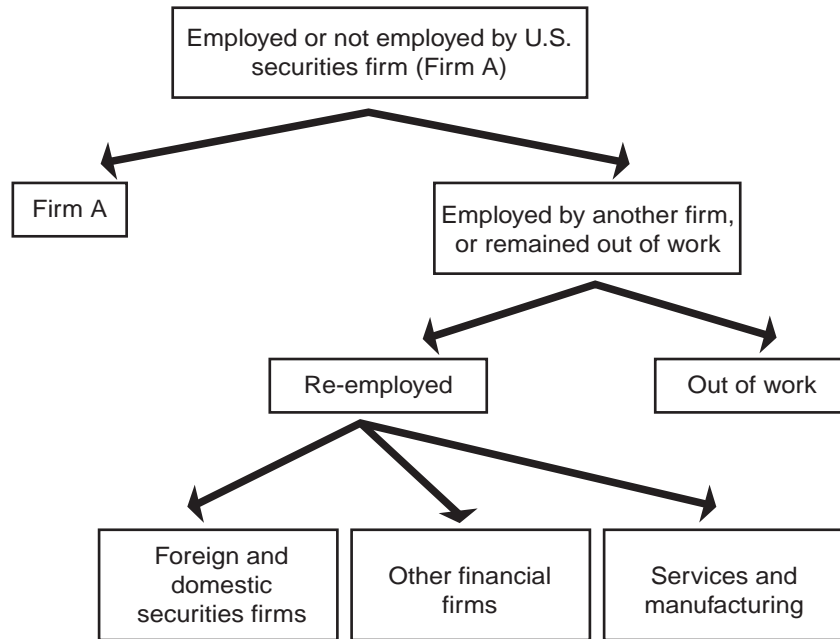 Employed or not employed by U.S.
securities firm (Firm A)
Firm A
Employed by another firm,
or remained out of work
Re-employed
Out of work
Foreign and
domestic
securities firms
Other financial
firms
Services and
manufacturing